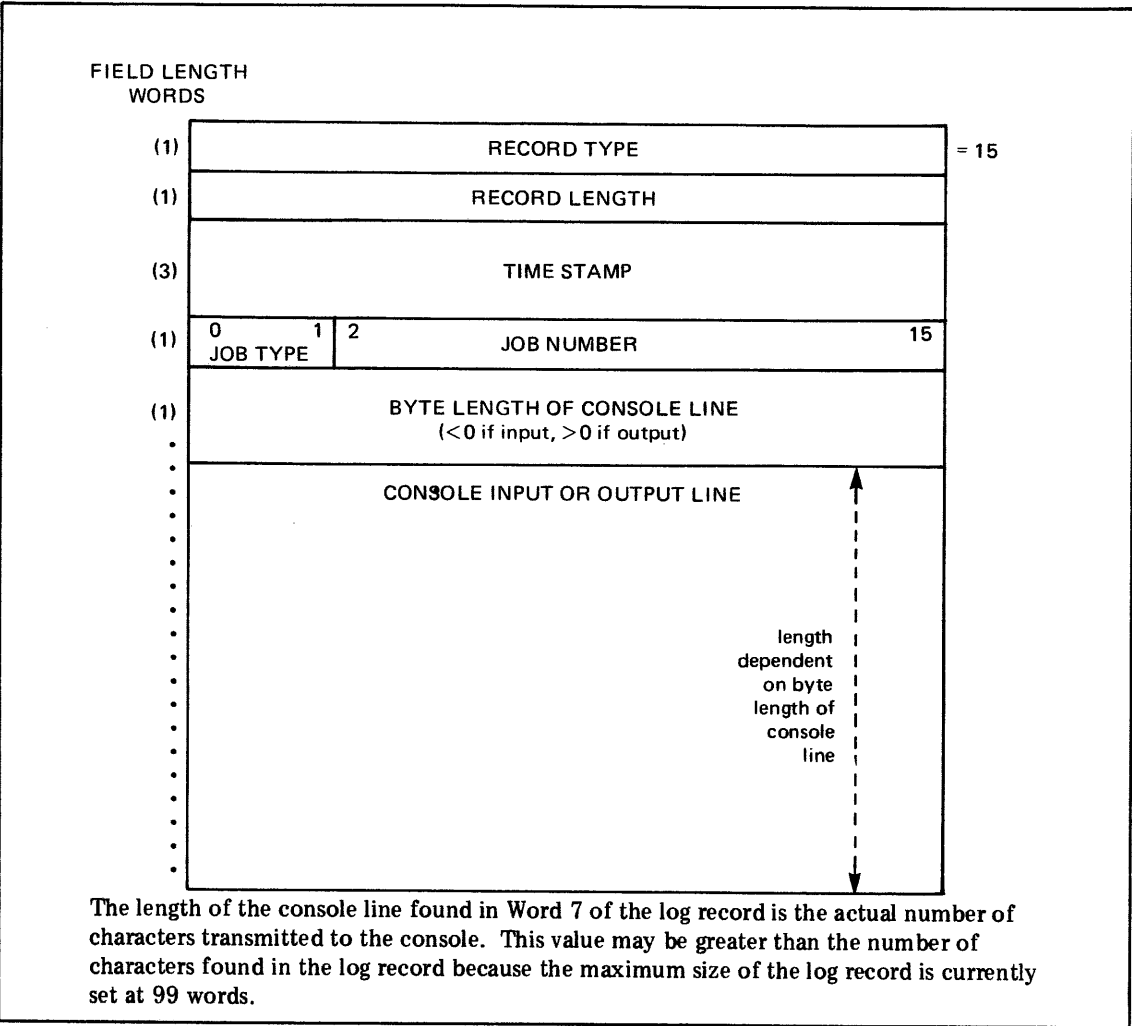 FIELD LENGTH
WORDS
(1) RECORD TYPE = 15
(1) RECORD LENGTH
(3) TIME STAMP
(1) 0 1 2 15
JOB TYPE JOB NUMBER
(1) BYTE LENGTH OF CONSOLE LINE
(<0 if input, >0 if output)
CONSOLE INPUT OR OUTPUT LINE
length
dependent
on byte
length of
console
line
The length of the console line found in Word 7 of the log record is the actual number of
characters transmitted to the console. This value may be greater than the number of
characters found in the log record because the maximum size of the log record is currently
set at 99 words.